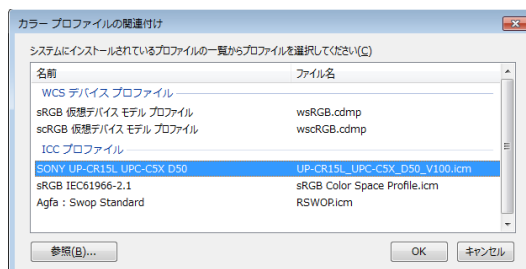 カラー プロファイルの関連付け
システムにインストールされているプロファイルの一覧からプロファイルを選択してください(C)
名前 ファイル名
WCS デバイス プロファイル
sRGB 仮想デバイス モデル プロファイル wsRGB.cdmp
scRGB 仮想デバイス モデル プロファイル wscRGB.cdmp
ICC プロファイル
SONY UP-CR15L UPC-C5X D50 UP-CR15L_UPC-C5X_D50_V100.icm
sRGB IEC61966-2.1 sRGB Color Space Profile.icm
Agfa : Swop Standard RSWOP.icm
参照(B)... OK キャンセル